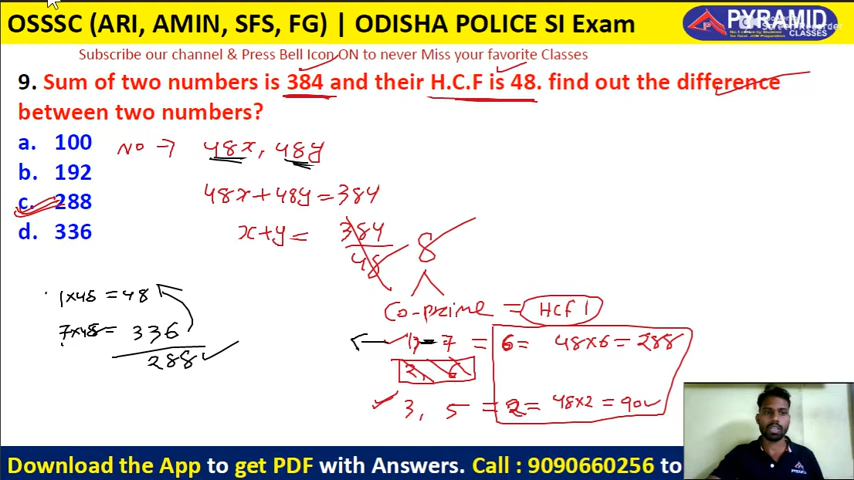 OSSSC (ARI, AMIN, SFS, FG) | ODISHA POLICE SI Exam
PYRAMID
CLASSES
Subscribe our channel & Press Bell Icon ON to never Miss your favorite Classes
9. Sum of two numbers is 384 and their H.C.F is 48. find out the difference
between two numbers?
a. 100
b. 192
c. 288
d. 336
NO → 48x, 48y
48x+48y=384
x+y= 384/48 8
Co-prime = HCF 1
1×48 = 48
7×48= 336
288
1, 7 = 6= 48×6=288
2, 6
3, 5 = 2= 48×2=90
Download the App to get PDF with Answers. Call : 9090660256 to